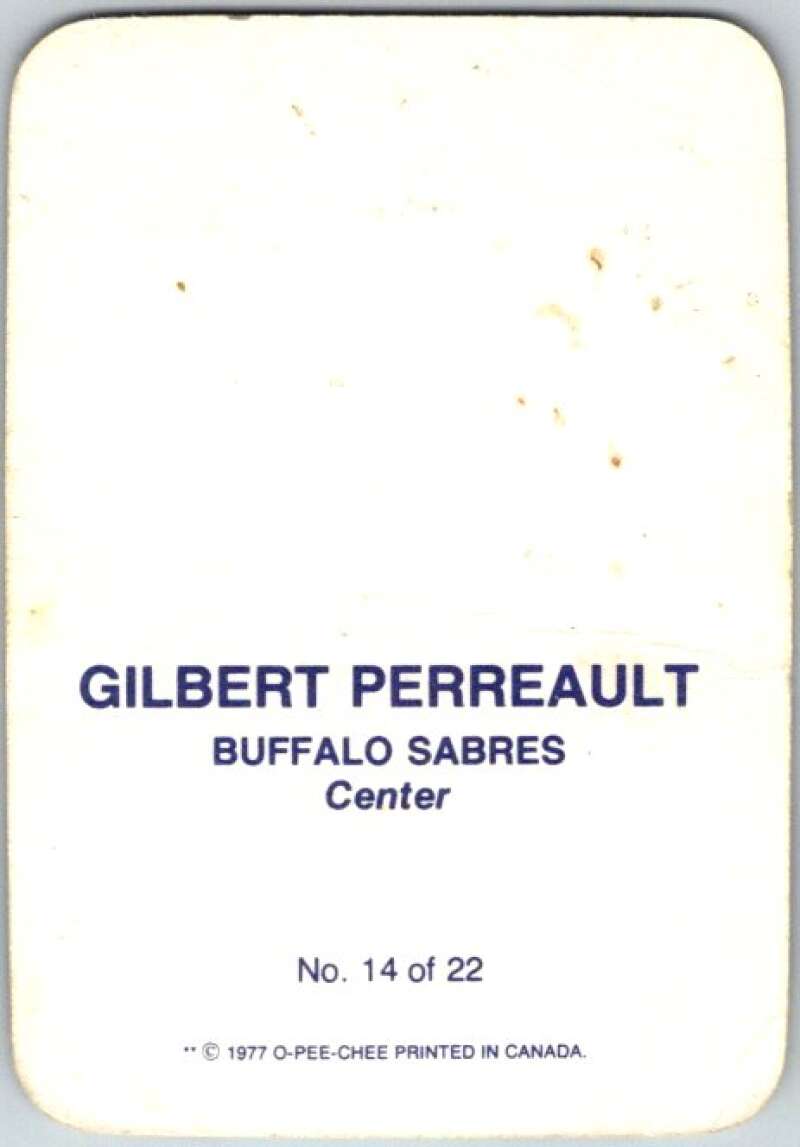 GILBERT PERREAULT
BUFFALO SABRES
Center
No. 14 of 22
** © 1977 O-PEE-CHEE PRINTED IN CANADA.